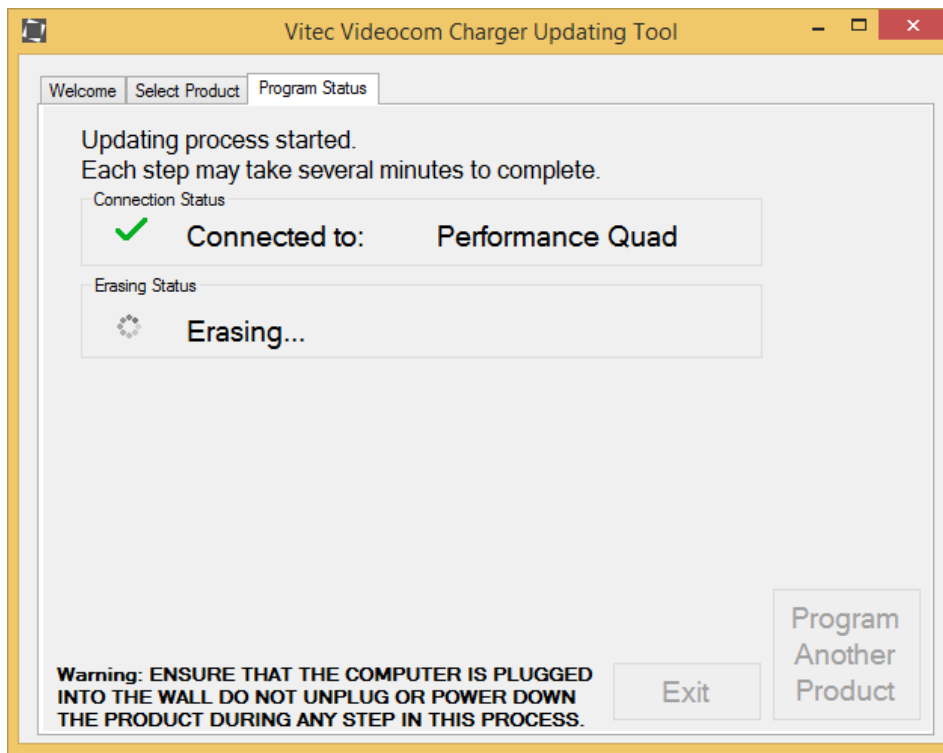 Vitec Videocom Charger Updating Tool
Welcome Select Product Program Status
Updating process started.
Each step may take several minutes to complete.
Connection Status
Connected to: Performance Quad
Erasing Status
Erasing...
Warning: ENSURE THAT THE COMPUTER IS PLUGGED
INTO THE WALL DO NOT UNPLUG OR POWER DOWN
THE PRODUCT DURING ANY STEP IN THIS PROCESS.
Exit
Program
Another
Product